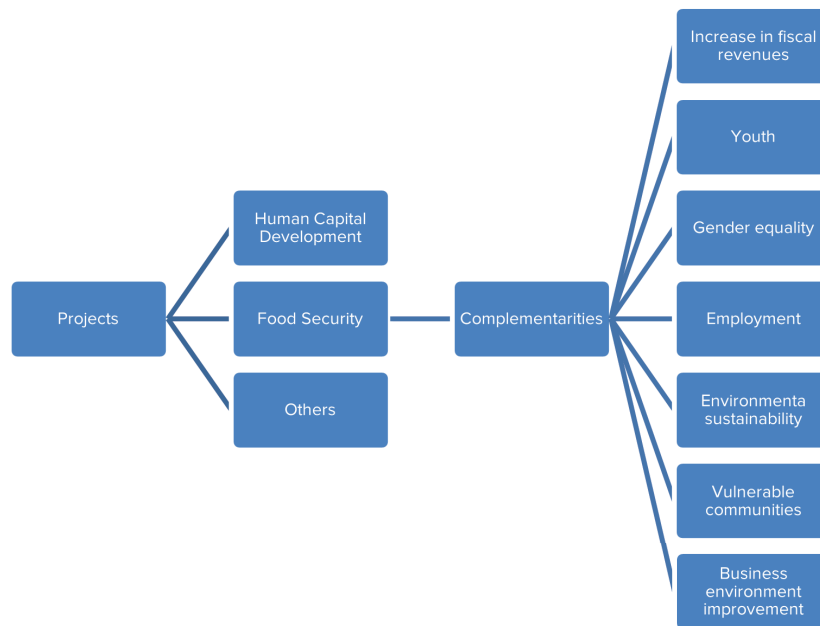 Projects
Human Capital
Development
Food Security
Others
Complementarities
Increase in fiscal
revenues
Youth
Gender equality
Employment
Environmenta
sustainability
Vulnerable
communities
Business
environment
improvement